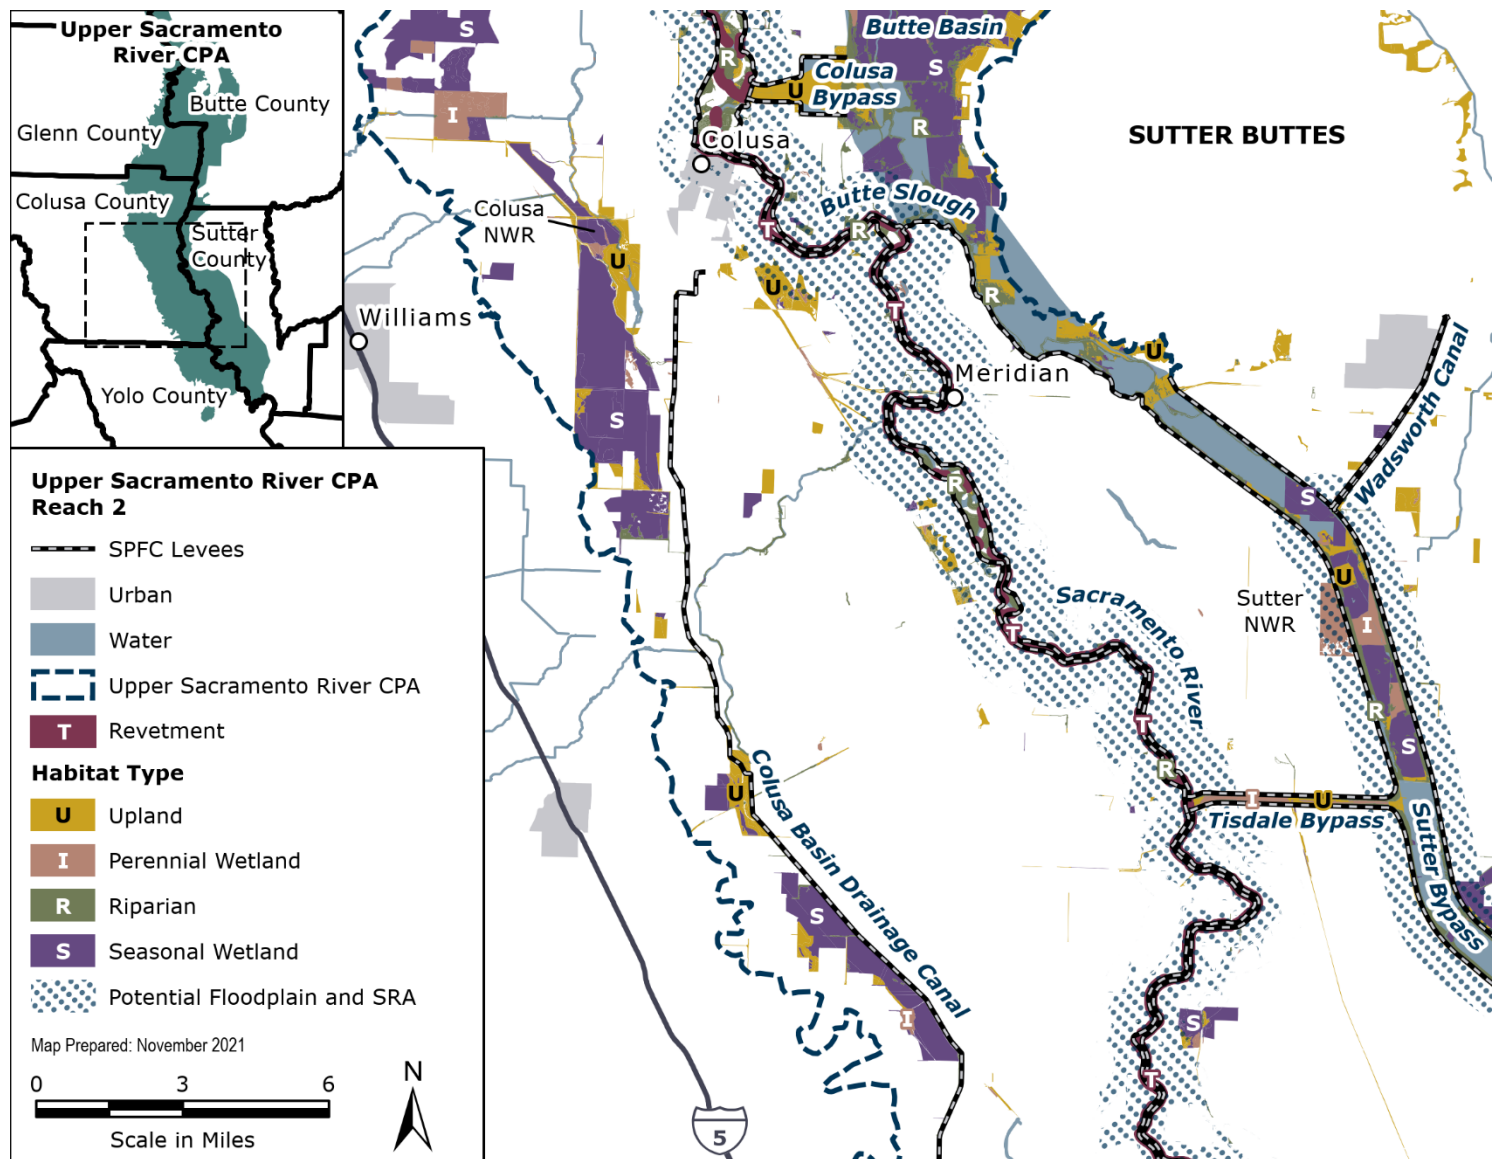 Upper Sacramento
River CPA
Butte County
Glenn County
Colusa County
Sutter
County
Yolo County
Upper Sacramento River CPA
Reach 2
SPFC Levees
Urban
Water
Upper Sacramento River CPA
T Revetment
Habitat Type
U Upland
I Perennial Wetland
R Riparian
S Seasonal Wetland
Potential Floodplain and SRA
Map Prepared: November 2021
0 3 6
Scale in Miles
N
S
R
Butte Basin
S
Colusa
Bypass
U
I
R
SUTTER BUTTES
Colusa
Butte Slough
Colusa
NWR
T
R
U
U
R
T
Williams
U
Meridian
Wadsworth Canal
S
R
S
U
Sutter
NWR
I
Sacramento River
T
T
R
S
R
Colusa Basin Drainage Canal
U
I
U
Tisdale Bypass
Sutter Bypass
S
I
S
T
5